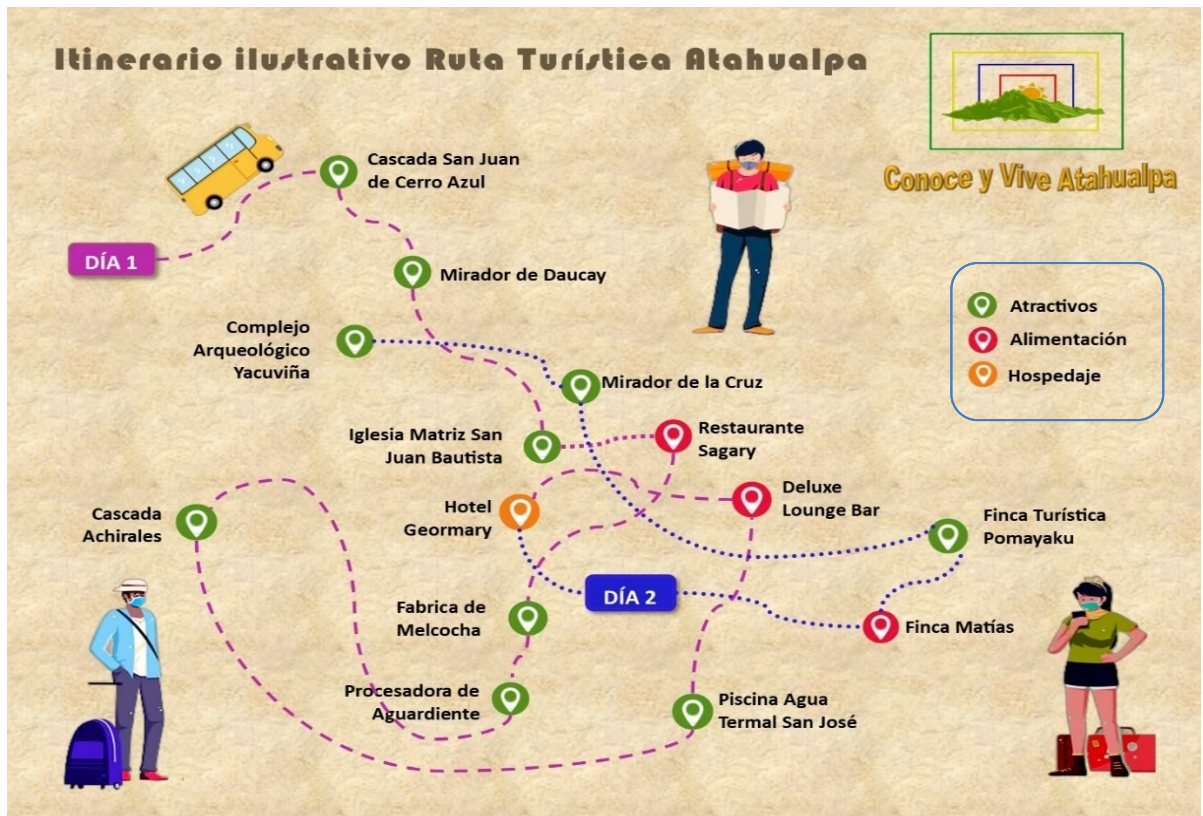 Itinerario ilustrativo Ruta Turística Atahualpa
Conoce y Vive Atahualpa
DÍA 1
Cascada San Juan
de Cerro Azul
Mirador de Daucay
Complejo
Arqueológico
Yacuviña
Mirador de la Cruz
Atractivos
Alimentación
Hospedaje
Iglesia Matriz San
Juan Bautista
Restaurante
Sagary
Hotel
Geormary
Deluxe
Lounge Bar
Cascada
Achirales
Finca Turística
Pomayaku
DÍA 2
Fabrica de
Melcocha
Finca Matías
Procesadora de
Aguardiente
Piscina Agua
Termal San José